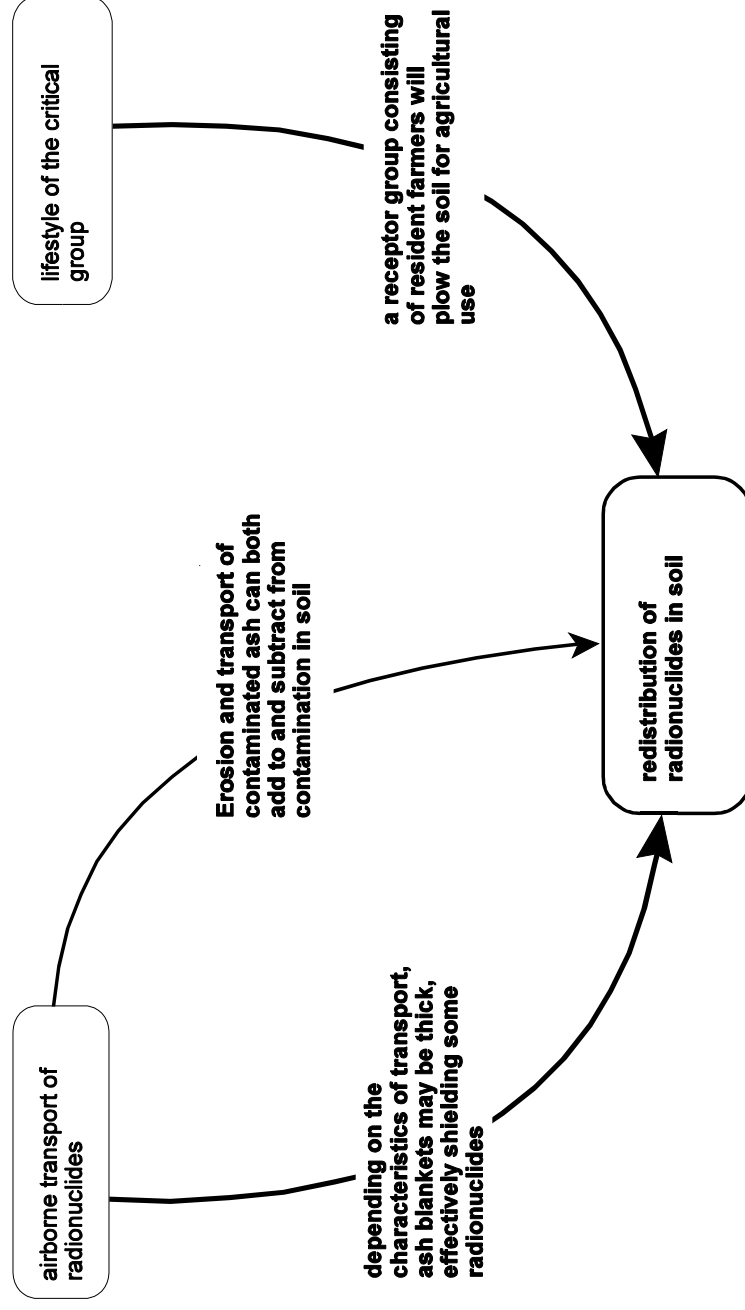 airborne transport of
radionuclides
lifestyle of the critical
group
Erosion and transport of
contaminated ash can both
add to and subtract from
contamination in soil
depending on the
characteristics of transport,
ash blankets may be thick,
effectively shielding some
radionuclides
a receptor group consisting
of resident farmers will
plow the soil for agricultural
use
redistribution of
radionuclides in soil